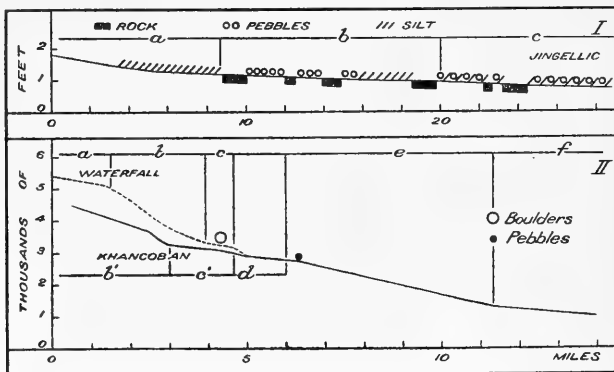 ROCK PEBBLES /// SILT
a b c I
JINGELLIC
FEET
2
1
0
0 10 20
THOUSANDS OF
a b c e f II
WATERFALL
6
5
4
3
2
1
0
Boulders
Pebbles
KHANCOBAN
b' c' d
0 5 10 MILES